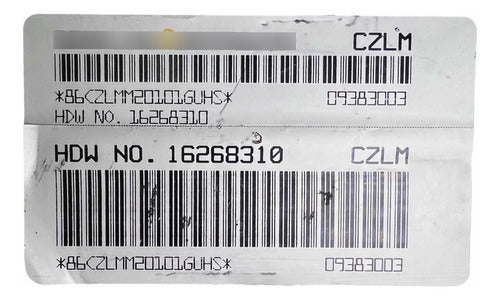 CZLM
*86CZLMM20101GUHS* 09383003
HDW NO. 16268310
HDW NO. 16268310 CZLM
*86CZLMM20101GUHS* 09383003